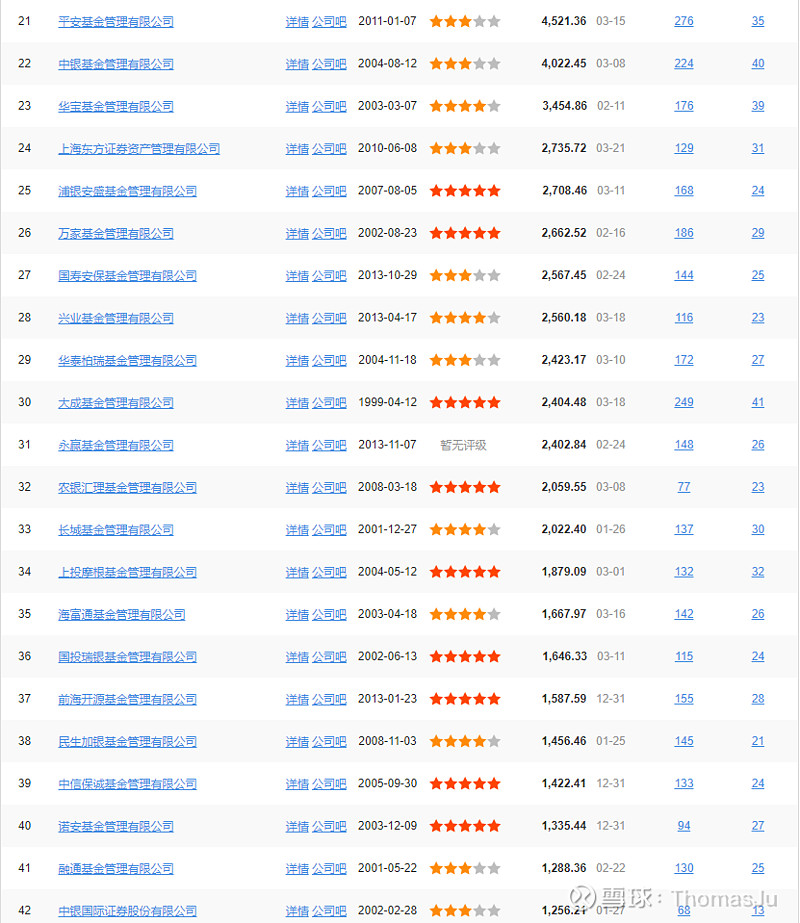 21 平安基金管理有限公司 详情 公司吧 2011-01-07 ★★★★★ 4,521.36 03-15 276 35
22 中银基金管理有限公司 详情 公司吧 2004-08-12 ★★★★★ 4,022.45 03-08 224 40
23 华宝基金管理有限公司 详情 公司吧 2003-03-07 ★★★★★ 3,454.86 02-11 176 39
24 上海东方证券资产管理有限公司 详情 公司吧 2010-06-08 ★★★★★ 2,735.72 03-21 129 31
25 浦银安盛基金管理有限公司 详情 公司吧 2007-08-05 ★★★★★ 2,708.46 03-11 168 24
26 万家基金管理有限公司 详情 公司吧 2002-08-23 ★★★★★ 2,662.52 02-16 186 29
27 国寿安保基金管理有限公司 详情 公司吧 2013-10-29 ★★★★★ 2,567.45 02-24 144 25
28 兴业基金管理有限公司 详情 公司吧 2013-04-17 ★★★★★ 2,560.18 03-18 116 23
29 华泰柏瑞基金管理有限公司 详情 公司吧 2004-11-18 ★★★★★ 2,423.17 03-10 172 27
30 大成基金管理有限公司 详情 公司吧 1999-04-12 ★★★★★ 2,404.48 03-18 249 41
31 永赢基金管理有限公司 详情 公司吧 2013-11-07 暂无评级 2,402.84 02-24 148 26
32 农银汇理基金管理有限公司 详情 公司吧 2008-03-18 ★★★★★ 2,059.55 03-08 77 23
33 长城基金管理有限公司 详情 公司吧 2001-12-27 ★★★★★ 2,022.40 01-26 137 30
34 上投摩根基金管理有限公司 详情 公司吧 2004-05-12 ★★★★★ 1,879.09 03-01 132 32
35 海富通基金管理有限公司 详情 公司吧 2003-04-18 ★★★★★ 1,667.97 03-16 142 26
36 国投瑞银基金管理有限公司 详情 公司吧 2002-06-13 ★★★★★ 1,646.33 03-11 115 24
37 前海开源基金管理有限公司 详情 公司吧 2013-01-23 ★★★★★ 1,587.59 12-31 155 28
38 民生加银基金管理有限公司 详情 公司吧 2008-11-03 ★★★★★ 1,456.46 01-25 145 21
39 中信保诚基金管理有限公司 详情 公司吧 2005-09-30 ★★★★★ 1,422.41 12-31 133 24
40 诺安基金管理有限公司 详情 公司吧 2003-12-09 ★★★★★ 1,335.44 12-31 94 27
41 融通基金管理有限公司 详情 公司吧 2001-05-22 ★★★★★ 1,288.36 02-22 130 25
42 中银国际证券股份有限公司 详情 公司吧 2002-02-28 ★★★★★ 1,256.21 01-27 68 13
雪球：Thomas.lu